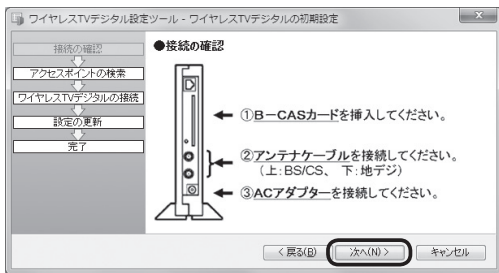 ワイヤレスTVデジタル設定ツール - ワイヤレスTVデジタルの初期設定
接続の確認
アクセスポイントの検索
ワイヤレスTVデジタルの接続
設定の更新
完了
●接続の確認
①B-CASカードを挿入してください。
②アンテナケーブルを接続してください。
(上:BS/CS、下:地デジ)
③ACアダプターを接続してください。
<戻る(B)
次へ(N)>
キャンセル